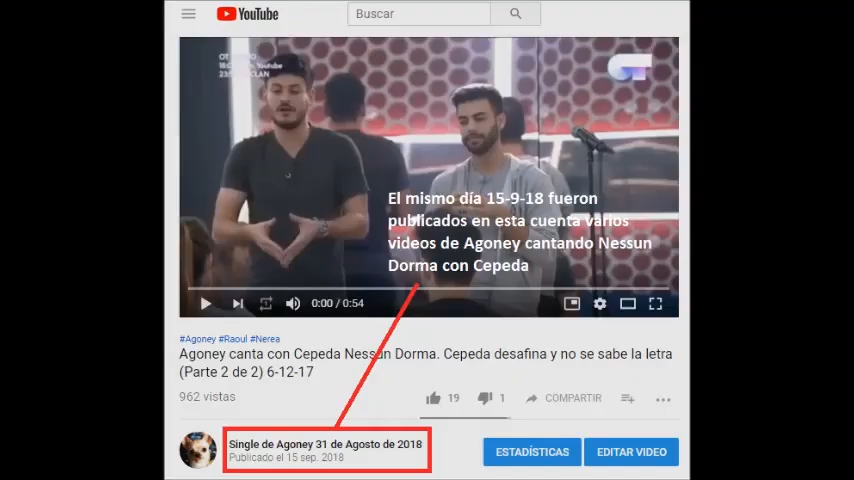 YouTube
Buscar
El mismo día 15-9-18 fueron
publicados en esta cuenta varios
videos de Agoney cantando Nessun
Dorma con Cepeda
0:00 / 0:54
#Agoney #Raoul #Nerea
Agoney canta con Cepeda Nessun Dorma. Cepeda desafina y no se sabe la letra
(Parte 2 de 2) 6-12-17
962 vistas
19
1
COMPARTIR
Single de Agoney 31 de Agosto de 2018
Publicado el 15 sep. 2018
ESTADÍSTICAS
EDITAR VIDEO